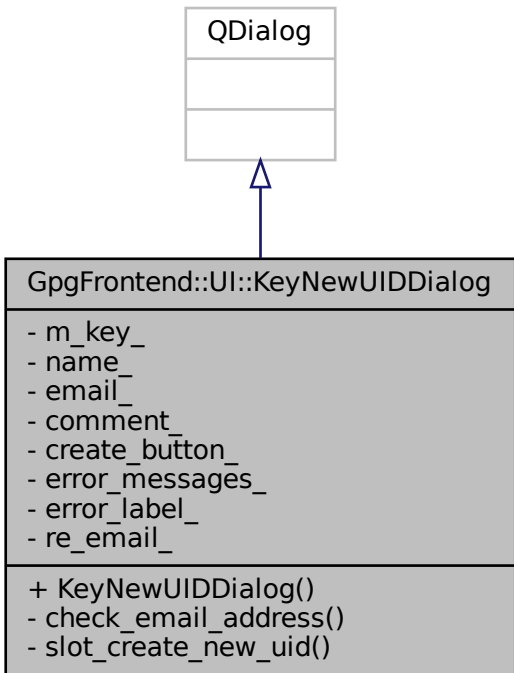 QDialog
GpgFrontend::UI::KeyNewUIDDialog
- m_key_
- name_
- email_
- comment_
- create_button_
- error_messages_
- error_label_
- re_email_
+ KeyNewUIDDialog()
- check_email_address()
- slot_create_new_uid()